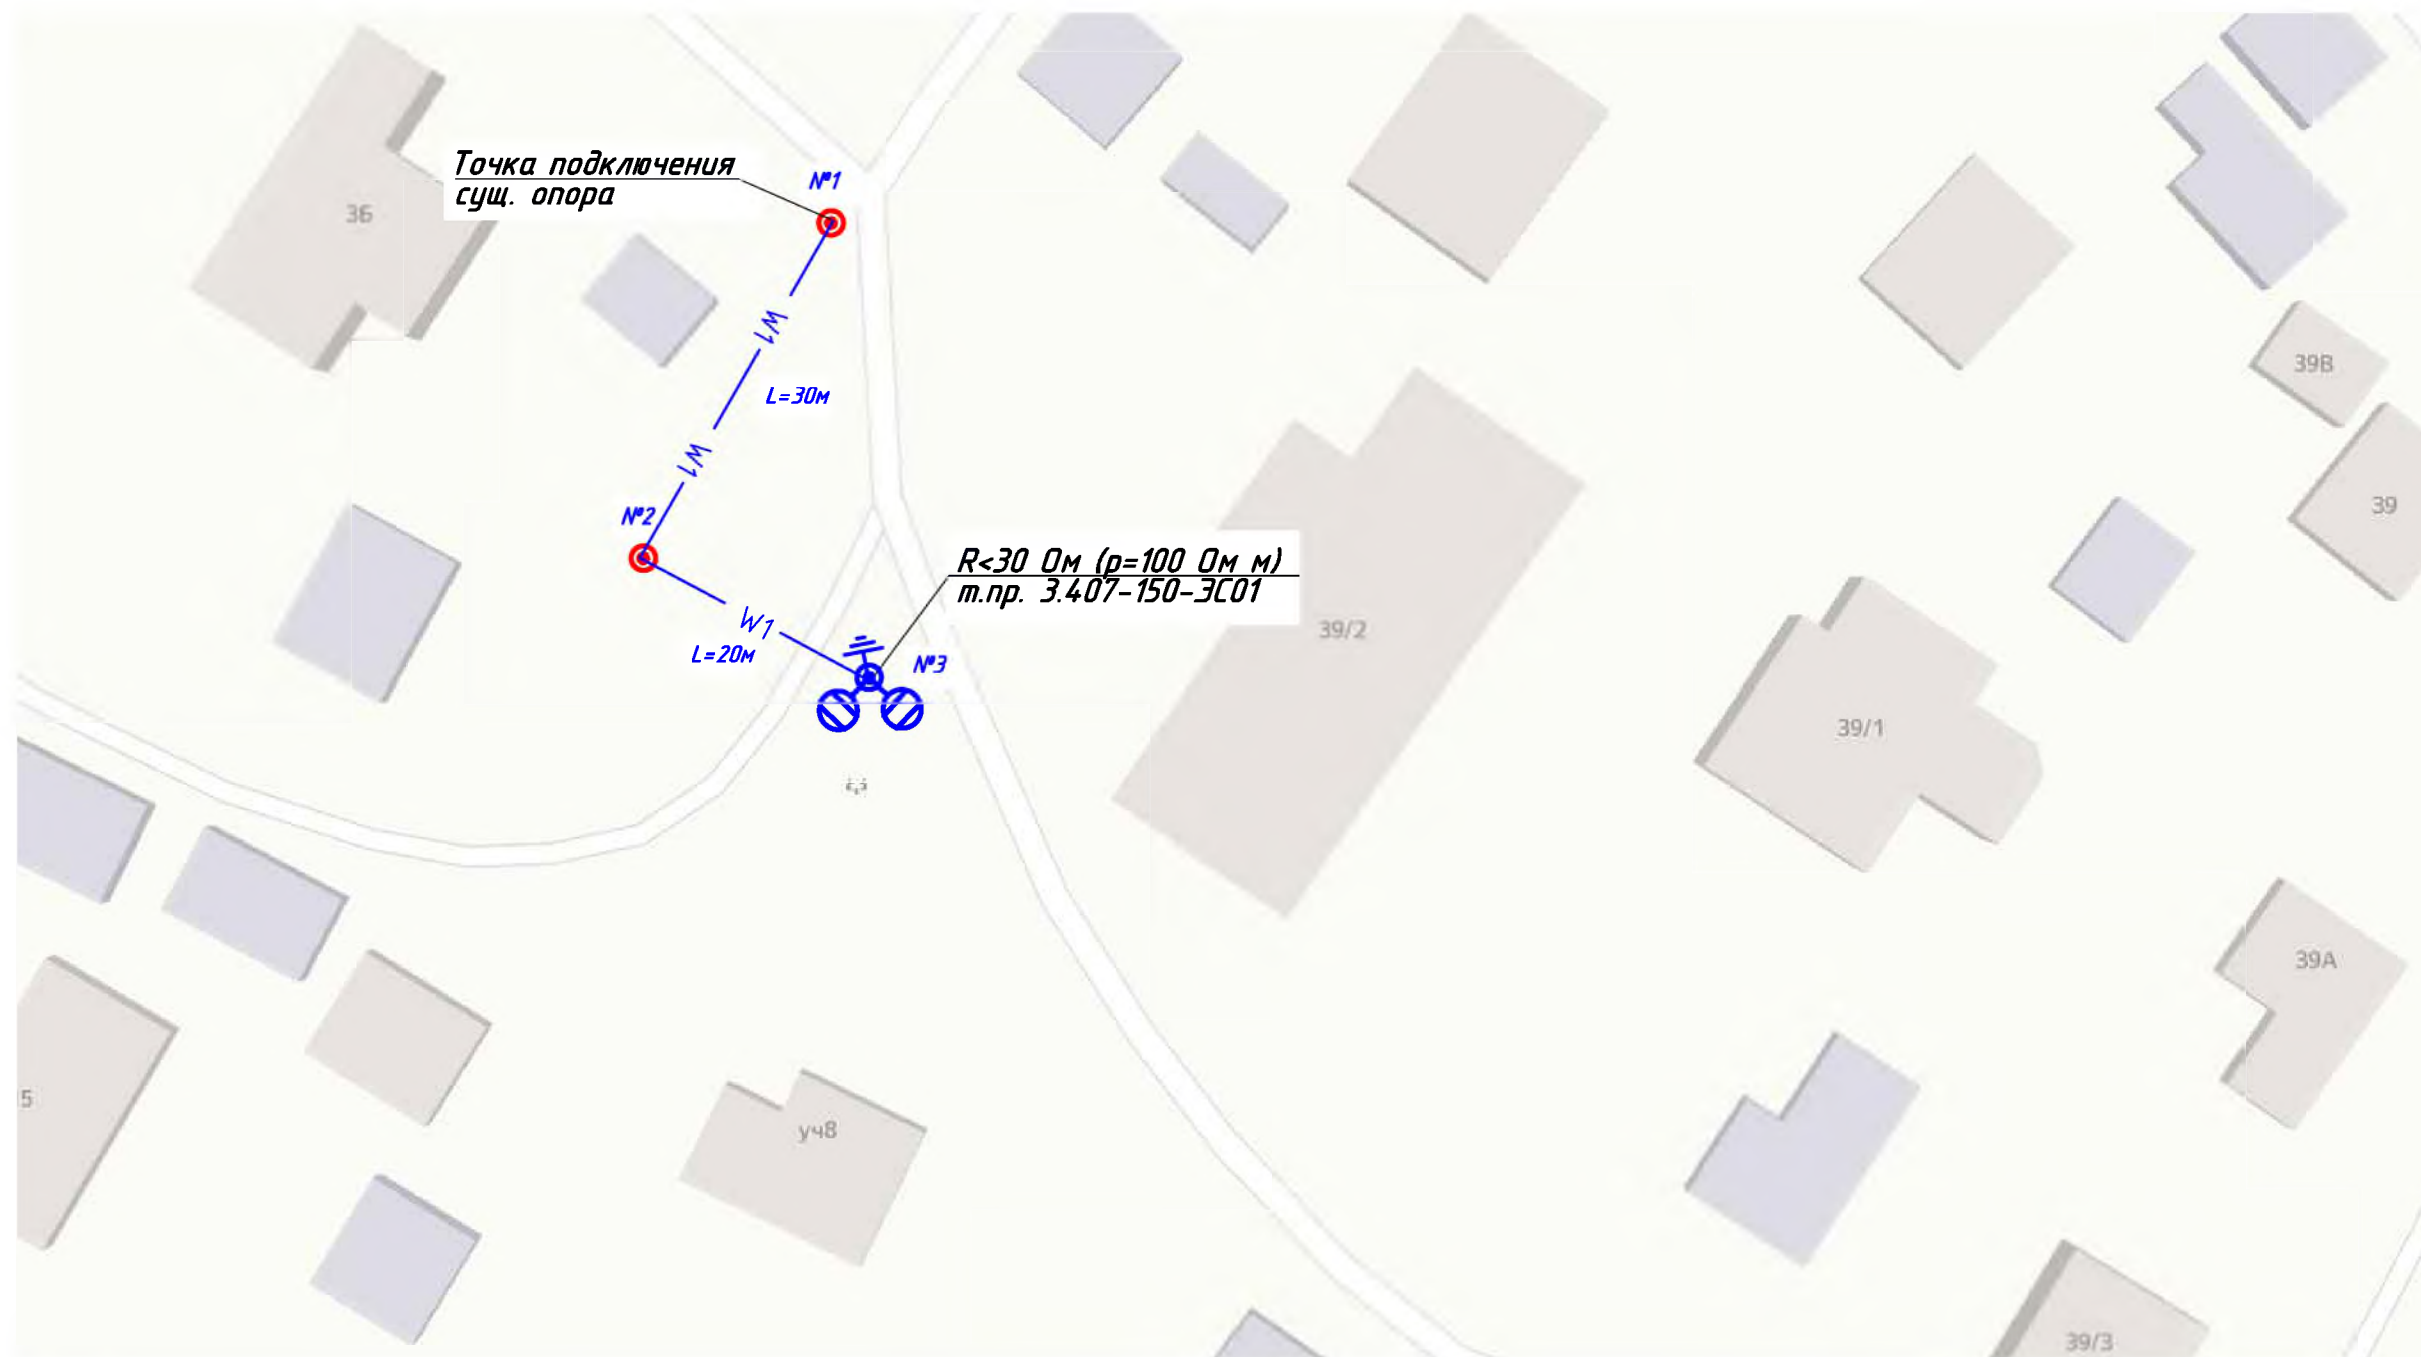 Точка подключения
сущ. опора
№1
36
W1
39В
L=30м
W1
39
№2
R<30 Ом (р=100 Ом м)
т.пр. 3.407-150-ЭС01
W1
39/2
L=20м
№3
39/1
39А
5
уч8
39/3